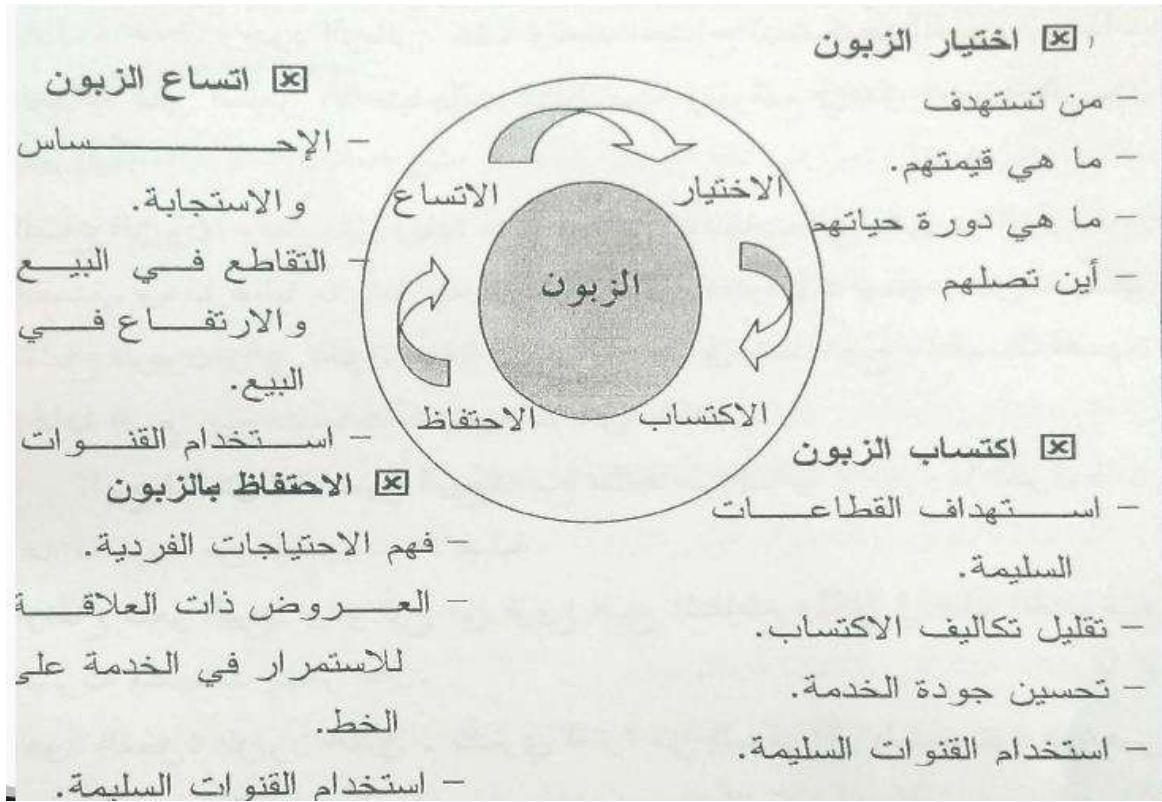 اختيار الزبون
– من تستهدف
– ما هي قيمتهم.
– ما هي دورة حياتهم
– أين تصلهم
اتساع الزبون
– الاحساس
والاستجابة.
– التقاطع في البيع
والارتفاع في
البيع.
– استخدام القنوات
الاتساع
الاختيار
الزبون
الاحتفاظ
الاكتساب
اكتساب الزبون
– استهداف القطاعات
السليمة.
– تقليل تكاليف الاكتساب.
– تحسين جودة الخدمة.
– استخدام القنوات السليمة.
الاحتفاظ بالزبون
– فهم الاحتياجات الفردية.
– العروض ذات العلاقة
للاستمرار في الخدمة على
الخط.
– استخدام القنوات السليمة.